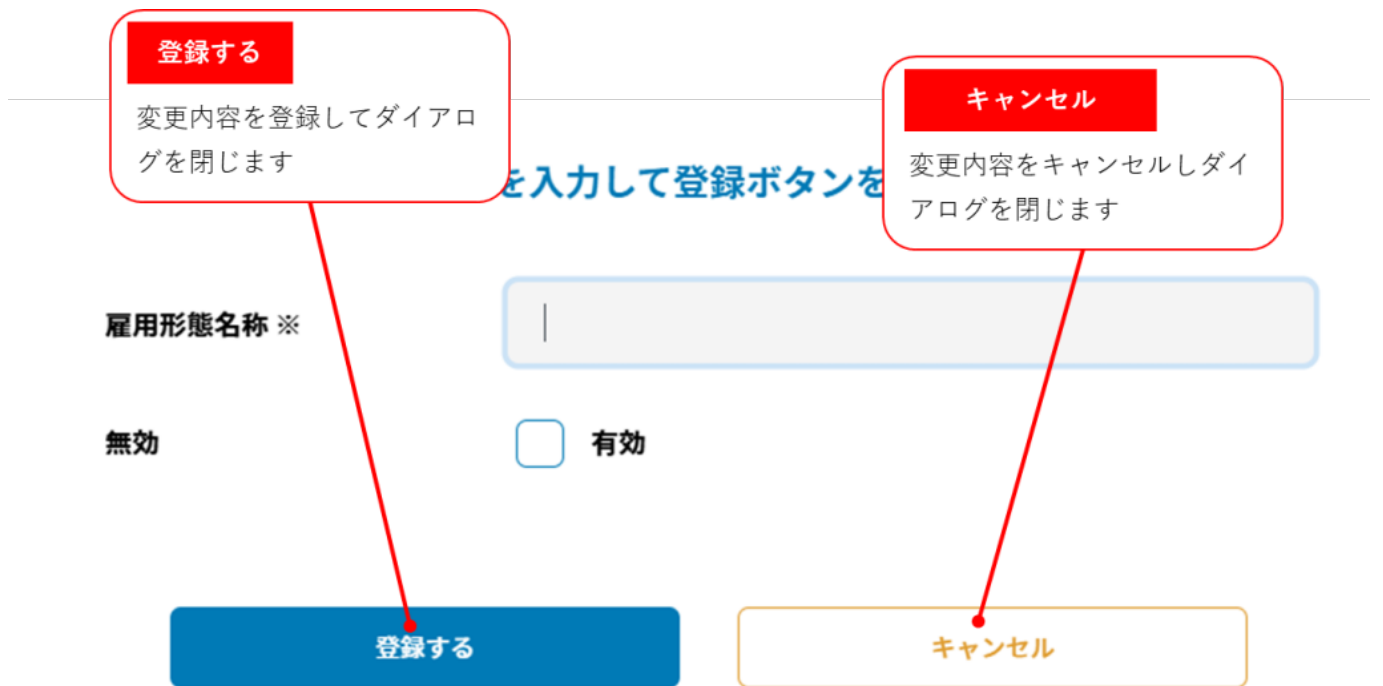 登録する
変更内容を登録してダイアロ
グを閉じます
キャンセル
変更内容をキャンセルしダイ
アログを閉じます
を入力して登録ボタンを
雇用形態名称 ※
無効
有効
登録する
キャンセル